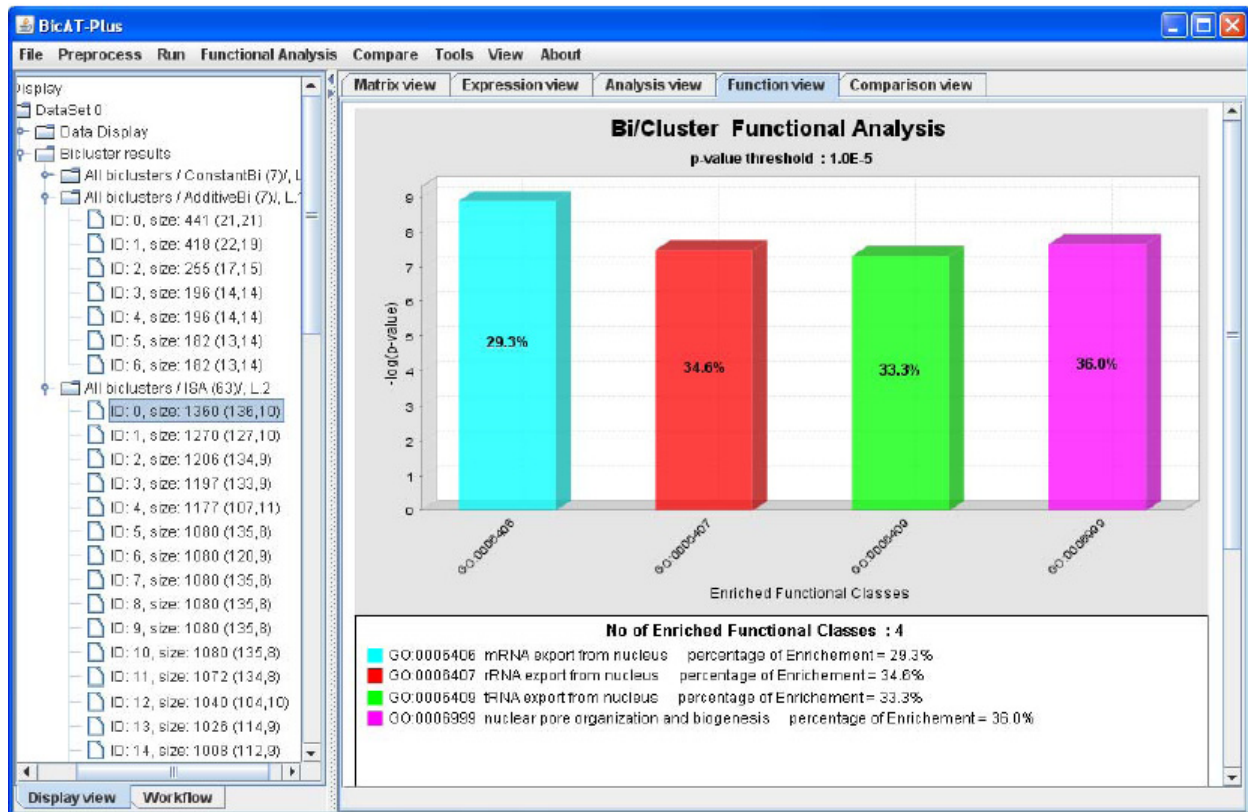 BicAT-Plus
File Preprocess Run Functional Analysis Compare Tools View About
Display
DataSet 0
Data Display
Bicluster results
All biclusters / ConstantBi (7)/, L
All biclusters / AdditiveBi (7)/, L.
ID: 0, size: 441 (21,21)
ID: 1, size: 418 (22,19)
ID: 2, size: 255 (17,15)
ID: 3, size: 196 (14,14)
ID: 4, size: 196 (14,14)
ID: 5, size: 182 (13,14)
ID: 6, size: 182 (13,14)
All biclusters / ISA (63)/, L.2
ID: 0, size: 1360 (136,10)
ID: 1, size: 1270 (127,10)
ID: 2, size: 1206 (134,9)
ID: 3, size: 1197 (133,9)
ID: 4, size: 1177 (107,11)
ID: 5, size: 1080 (135,8)
ID: 6, size: 1080 (120,9)
ID: 7, size: 1080 (135,8)
ID: 8, size: 1080 (135,8)
ID: 9, size: 1080 (135,8)
ID: 10, size: 1080 (135,8)
ID: 11, size: 1072 (134,8)
ID: 12, size: 1040 (104,10)
ID: 13, size: 1026 (114,9)
ID: 14, size: 1008 (112,9)
Display view Workflow
Matrix view Expression view Analysis view Function view Comparison view
Bi/Cluster Functional Analysis
p-value threshold : 1.0E-5
-log(p-value)
9
8
7
6
5
4
3
2
1
0
29.3%
34.6%
33.3%
36.0%
GO:0006406
GO:0006407
GO:0006409
GO:0006999
Enriched Functional Classes
No of Enriched Functional Classes : 4
GO:0006406 mRNA export from nucleus percentage of Enrichement = 29.3%
GO:0006407 rRNA export from nucleus percentage of Enrichement = 34.6%
GO:0006409 tRNA export from nucleus percentage of Enrichement = 33.3%
GO:0006999 nuclear pore organization and biogenesis percentage of Enrichement = 36.0%